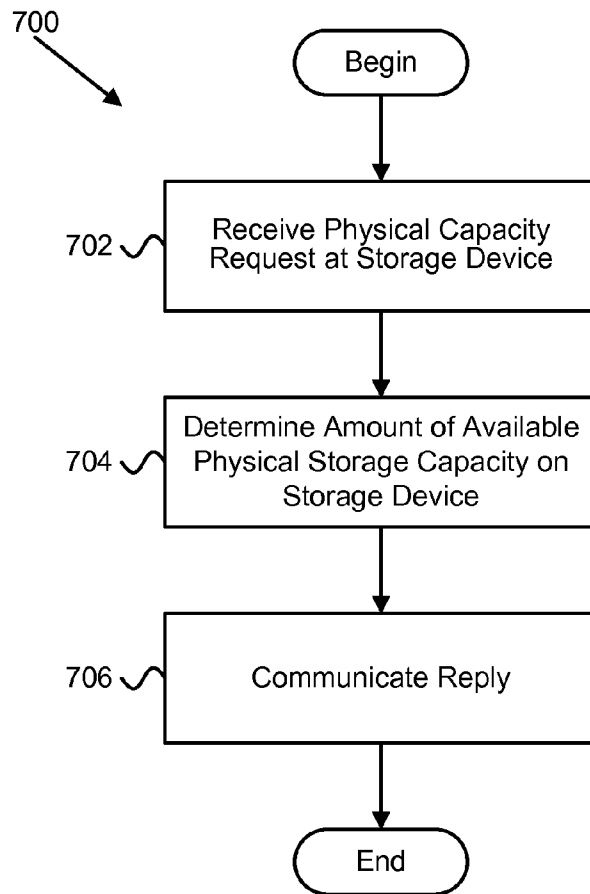 700
Begin
702
Receive Physical Capacity
Request at Storage Device
704
Determine Amount of Available
Physical Storage Capacity on
Storage Device
706
Communicate Reply
End